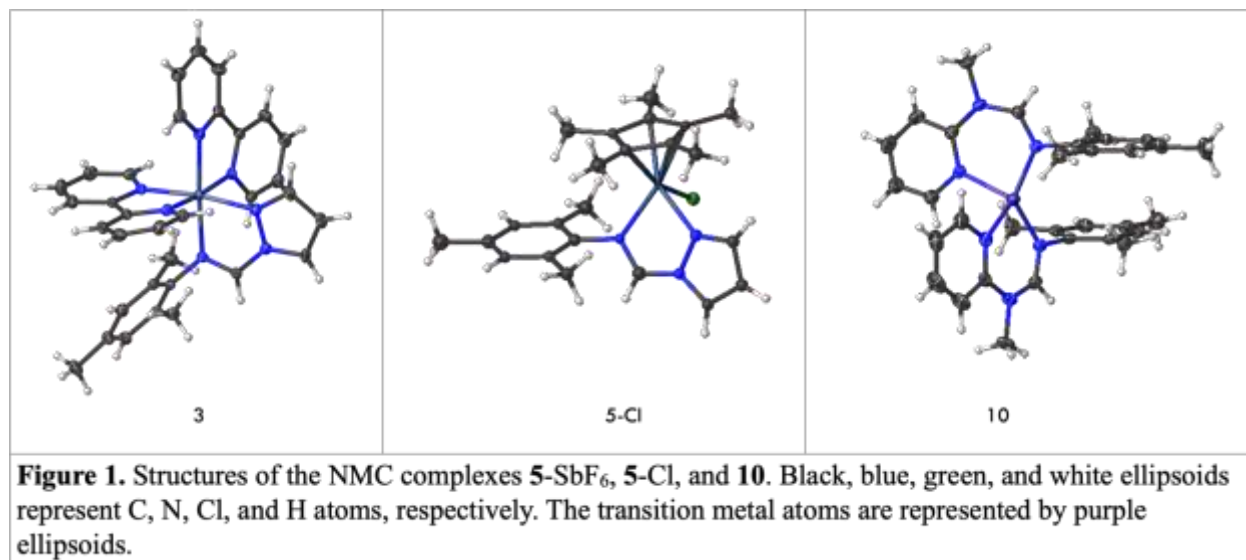 3
5-Cl
10
Figure 1. Structures of the NMC complexes 5-SbF₆, 5-Cl, and 10. Black, blue, green, and white ellipsoids
represent C, N, Cl, and H atoms, respectively. The transition metal atoms are represented by purple
ellipsoids.